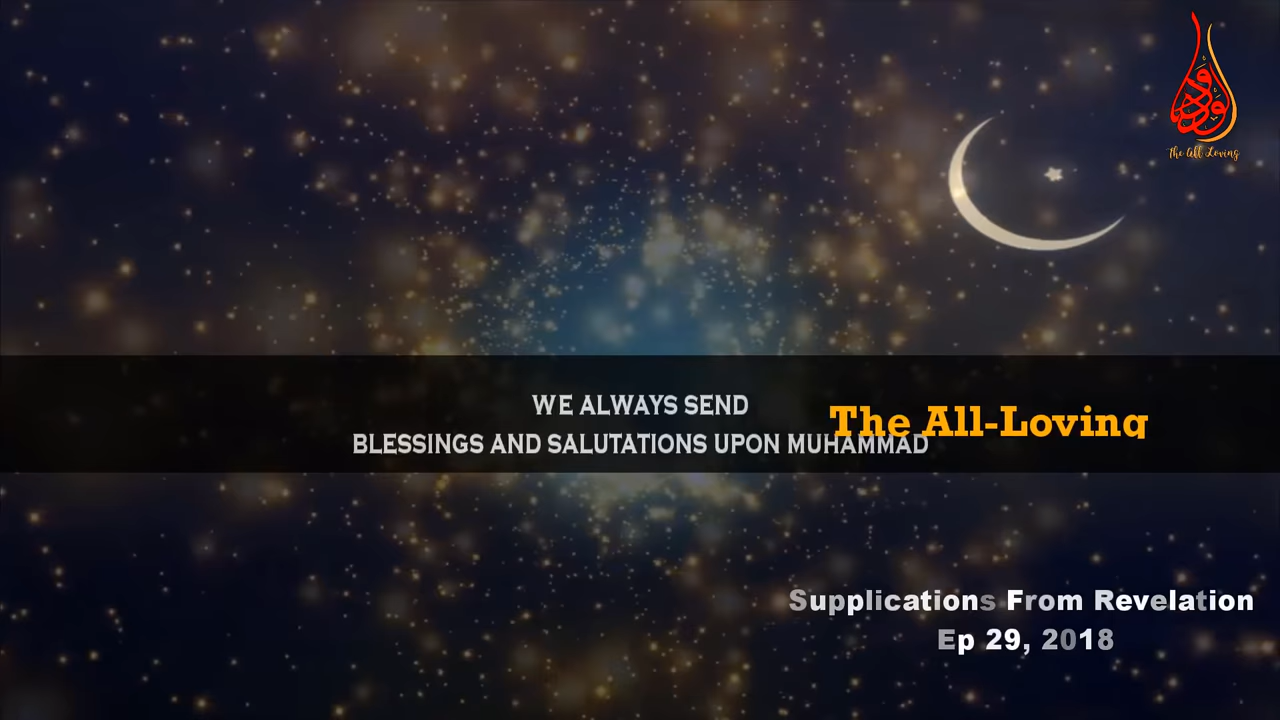 الودود
The All Loving
WE ALWAYS SEND
BLESSINGS AND SALUTATIONS UPON MUHAMMAD
The All-Loving
Supplications From Revelation
Ep 29, 2018